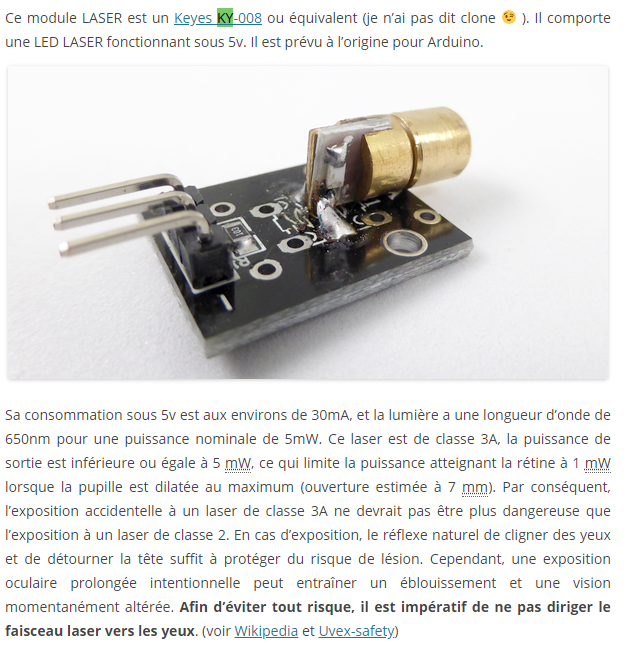 Ce module LASER est un Keyes KY-008 ou équivalent (je n’ai pas dit clone 😉 ). Il comporte
une LED LASER fonctionnant sous 5v. Il est prévu à l’origine pour Arduino.
Sa consommation sous 5v est aux environs de 30mA, et la lumière a une longueur d’onde de
650nm pour une puissance nominale de 5mW. Ce laser est de classe 3A, la puissance de
sortie est inférieure ou égale à 5 mW, ce qui limite la puissance atteignant la rétine à 1 mW
lorsque la pupille est dilatée au maximum (ouverture estimée à 7 mm). Par conséquent,
l’exposition accidentelle à un laser de classe 3A ne devrait pas être plus dangereuse que
l’exposition à un laser de classe 2. En cas d’exposition, le réflexe naturel de cligner des yeux
et de détourner la tête suffit à protéger du risque de lésion. Cependant, une exposition
oculaire prolongée intentionnelle peut entraîner un éblouissement et une vision
momentanément altérée. Afin d’éviter tout risque, il est impératif de ne pas diriger le
faisceau laser vers les yeux. (voir Wikipedia et Uvex-safety)